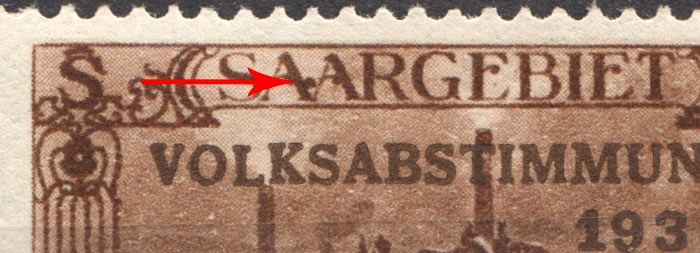 S SAARGEBIET
VOLKSABSTIMMUN
193